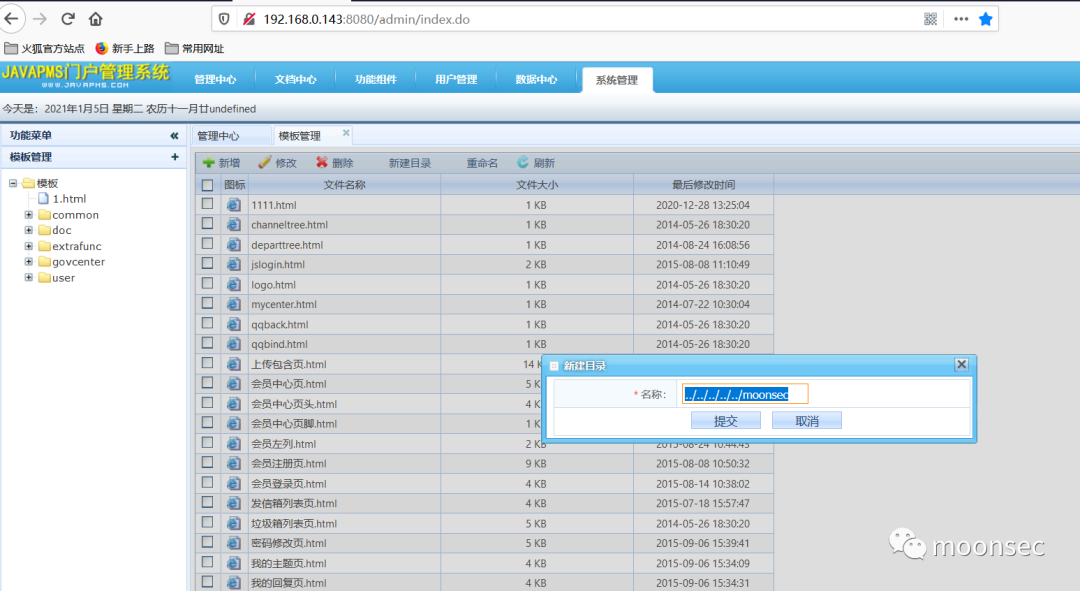 192.168.0.143:8080/admin/index.do
火狐官方站点 新手上路 常用网址
JAVAPMS门户管理系统
WWW.JAVAPMS.COM
管理中心 文档中心 功能组件 用户管理 数据中心 系统管理
今天是: 2021年1月5日 星期二 农历十一月廿undefined
功能菜单 «
模板管理 +
模板
1.html
common
doc
extrafunc
govcenter
user
管理中心 模板管理
新增 修改 删除 新建目录 重命名 刷新
图标 文件名称 文件大小 最后修改时间
1111.html 1 KB 2020-12-28 13:25:04
channeltree.html 1 KB 2014-05-26 18:30:20
departtree.html 1 KB 2014-08-24 16:08:56
jslogin.html 2 KB 2015-08-08 11:10:49
logo.html 1 KB 2014-05-26 18:30:20
mycenter.html 1 KB 2014-07-22 10:30:04
qqback.html 1 KB 2014-05-26 18:30:20
qqbind.html 1 KB 2014-05-26 18:30:20
上传包含页.html 14 K
会员中心页.html 5 K
会员中心页头.html 4 K
会员中心页脚.html 1 K
会员左列.html 2 KB 2015-08-24 10:44:43
会员注册页.html 9 KB 2015-08-08 10:50:32
会员登录页.html 4 KB 2015-08-14 10:38:02
发信箱列表页.html 4 KB 2015-07-18 15:57:47
垃圾箱列表页.html 5 KB 2014-05-26 18:30:20
密码修改页.html 5 KB 2015-09-06 15:39:41
我的主题页.html 4 KB 2015-09-06 15:34:09
我的回复页.html 4 KB 2015-09-06 15:34:31
新建目录
* 名称: ../../../../../moonsec
提交 取消
moonsec